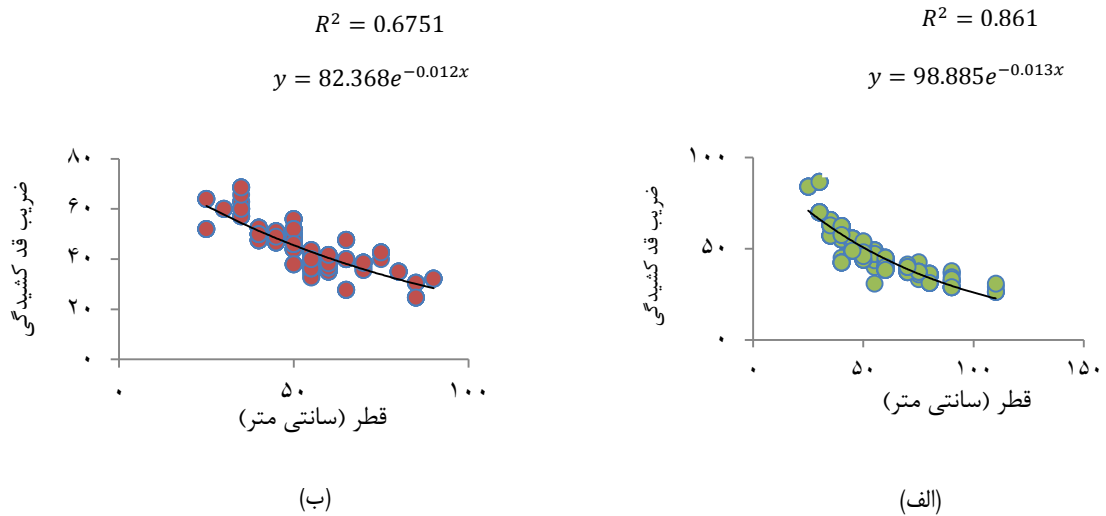 R² = 0.861
y = 98.885e^{-0.013x}
۱۰۰
۵۰
۰
ضریب قد کشیدگی
۰ ۵۰ ۱۰۰ ۱۵۰
قطر (سانتی متر)
(الف)
R² = 0.6751
y = 82.368e^{-0.012x}
۸۰
۶۰
۴۰
۲۰
۰
ضریب قد کشیدگی
۰ ۵۰ ۱۰۰
قطر (سانتی متر)
(ب)